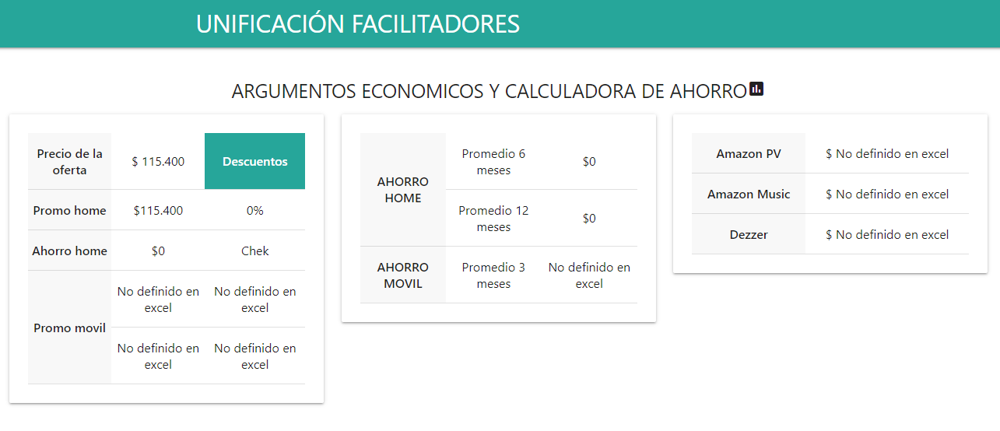 UNIFICACIÓN FACILITADORES
ARGUMENTOS ECONOMICOS Y CALCULADORA DE AHORRO
Precio de la
oferta
$ 115.400
Descuentos
Promo home
$115.400
0%
Ahorro home
$0
Chek
Promo movil
No definido en
excel
No definido en
excel
No definido en
excel
No definido en
excel
AHORRO
HOME
Promedio 6
meses
$0
Promedio 12
meses
$0
AHORRO
MOVIL
Promedio 3
meses
No definido en
excel
Amazon PV
$ No definido en excel
Amazon Music
$ No definido en excel
Dezzer
$ No definido en excel